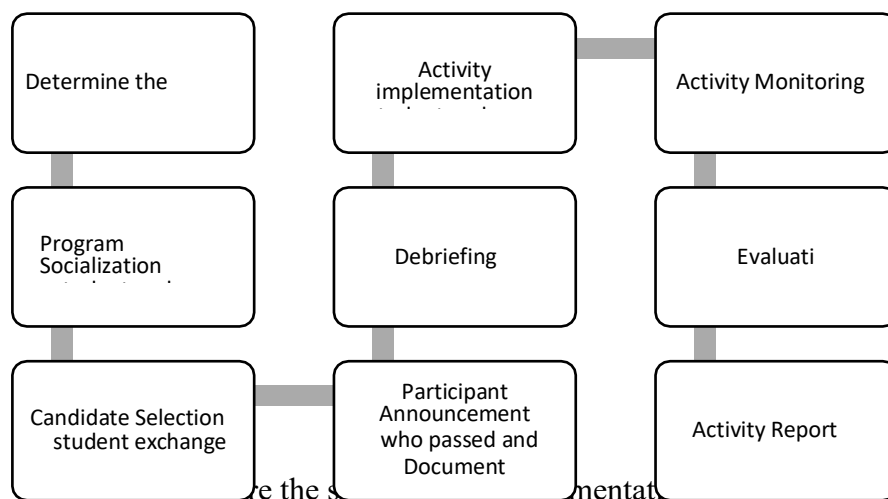 Determine the
Program
Socialization
Candidate Selection
student exchange
Participant
Announcement
who passed and
Document
Debriefing
Activity
implementation
Activity Monitoring
Evaluati
Activity Report
the